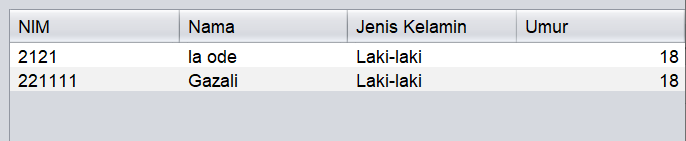 NIM Nama Jenis Kelamin Umur
2121 la ode Laki-laki 18
221111 Gazali Laki-laki 18